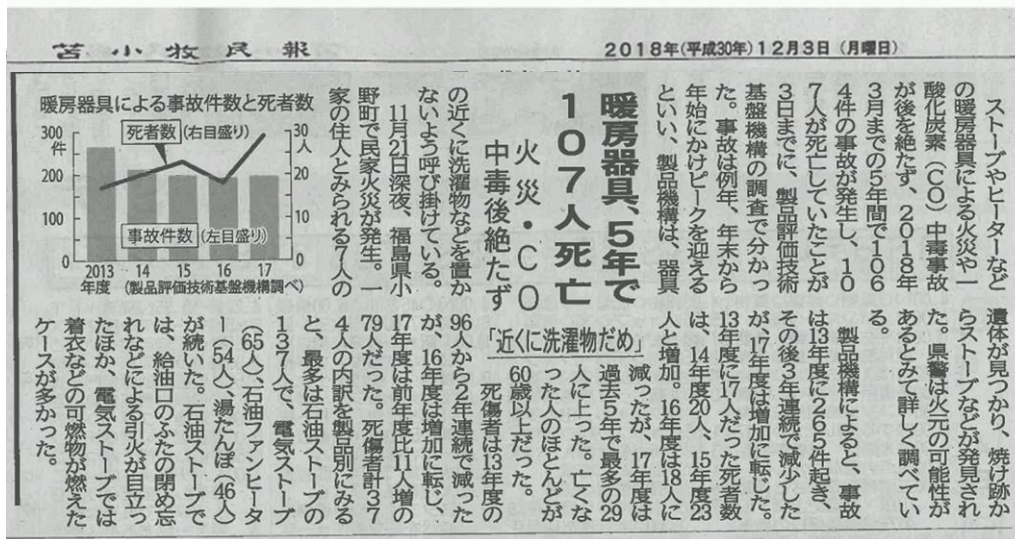 苫小牧民報
2018年(平成30年)12月3日(月曜日)
暖房器具、5年で
107人死亡
火災・CO
中毒後絶たず
「近くに洗濯物だめ」
ストーブやヒーターなど
の暖房器具による火災や一
酸化炭素（CO）中毒事故
が後を絶たず、2018年
3月までの5年間で106
4件の事故が発生し、10
7人が死亡していたことが
3日までに、製品評価技術
基盤機構の調査で分かっ
た。事故は例年、年末から
年始にかけピークを迎える
といい、製品機構は、器具
の近くに洗濯物などを置か
ないよう呼び掛けている。
11月21日深夜、福島県小
野町で民家火災が発生。一
家の住人とみられる7人の
遺体が見つかり、焼け跡か
らストーブなどが発見され
た。県警は火元の可能性が
あるとみて詳しく調べてい
る。
製品機構によると、事故
は13年度に265件起き、
その後3年連続で減少した
が、17年度は増加に転じた。
13年度に17人だった死者数
は、14年度20人、15年度23
人と増加。16年度は18人に
減ったが、17年度は
過去5年で最多の29
人に上った。亡くな
った人のほとんどが
60歳以上だった。
死傷者は13年度の
96人から2年連続で減った
が、16年度は増加に転じ、
17年度は前年度比11人増の
79人だった。死傷者計37
4人の内訳を製品別にみる
と、最多は石油ストーブの
137人で、電気ストーブ
（65人）、石油ファンヒータ
ー（54人）、湯たんぽ（46人）
が続いた。石油ストーブで
は、給油口のふたの閉め忘
れなどによる引火が目立っ
たほか、電気ストーブでは
着衣などの可燃物が燃えた
ケースが多かった。
暖房器具による事故件数と死者数
300 件 200 100 0
30 人 20 10 0
死者数（右目盛り）
事故件数（左目盛り）
2013 14 15 16 17
年度（製品評価技術基盤機構調べ）